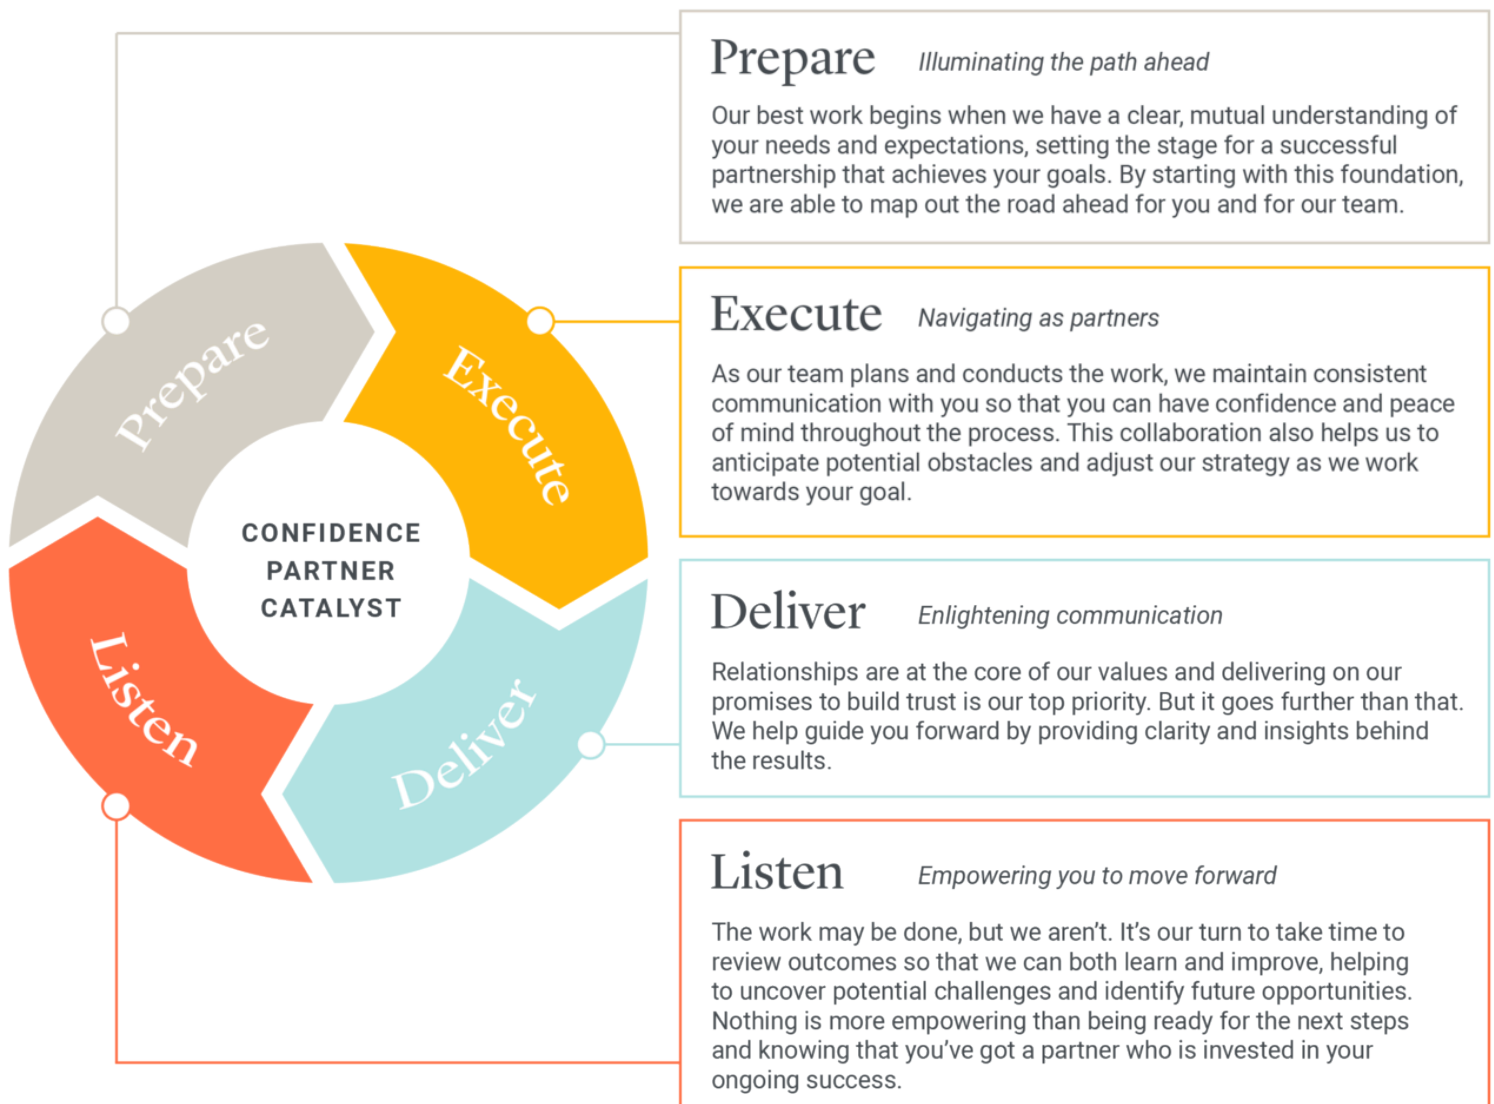 Prepare
Execute
Deliver
Listen
CONFIDENCE
PARTNER
CATALYST
Prepare Illuminating the path ahead
Our best work begins when we have a clear, mutual understanding of
your needs and expectations, setting the stage for a successful
partnership that achieves your goals. By starting with this foundation,
we are able to map out the road ahead for you and for our team.
Execute Navigating as partners
As our team plans and conducts the work, we maintain consistent
communication with you so that you can have confidence and peace
of mind throughout the process. This collaboration also helps us to
anticipate potential obstacles and adjust our strategy as we work
towards your goal.
Deliver Enlightening communication
Relationships are at the core of our values and delivering on our
promises to build trust is our top priority. But it goes further than that.
We help guide you forward by providing clarity and insights behind
the results.
Listen Empowering you to move forward
The work may be done, but we aren’t. It’s our turn to take time to
review outcomes so that we can both learn and improve, helping
to uncover potential challenges and identify future opportunities.
Nothing is more empowering than being ready for the next steps
and knowing that you’ve got a partner who is invested in your
ongoing success.